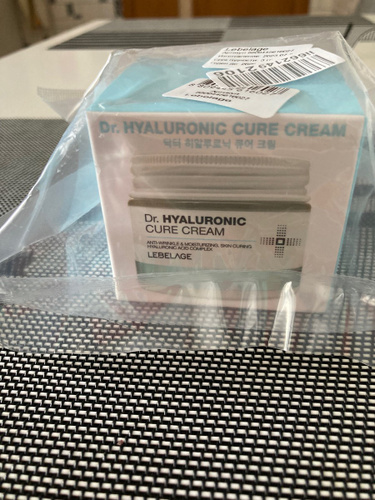 Lebelage
Lebelage
Dr. HYALURONIC CURE CREAM
닥터 히알루로닉 큐어 크림
Dr. HYALURONIC
CURE CREAM
ANTI-WRINKLE & MOISTURIZING, SKIN CURING,
HYALURONIC ACID COMPLEX
LEBELAGE